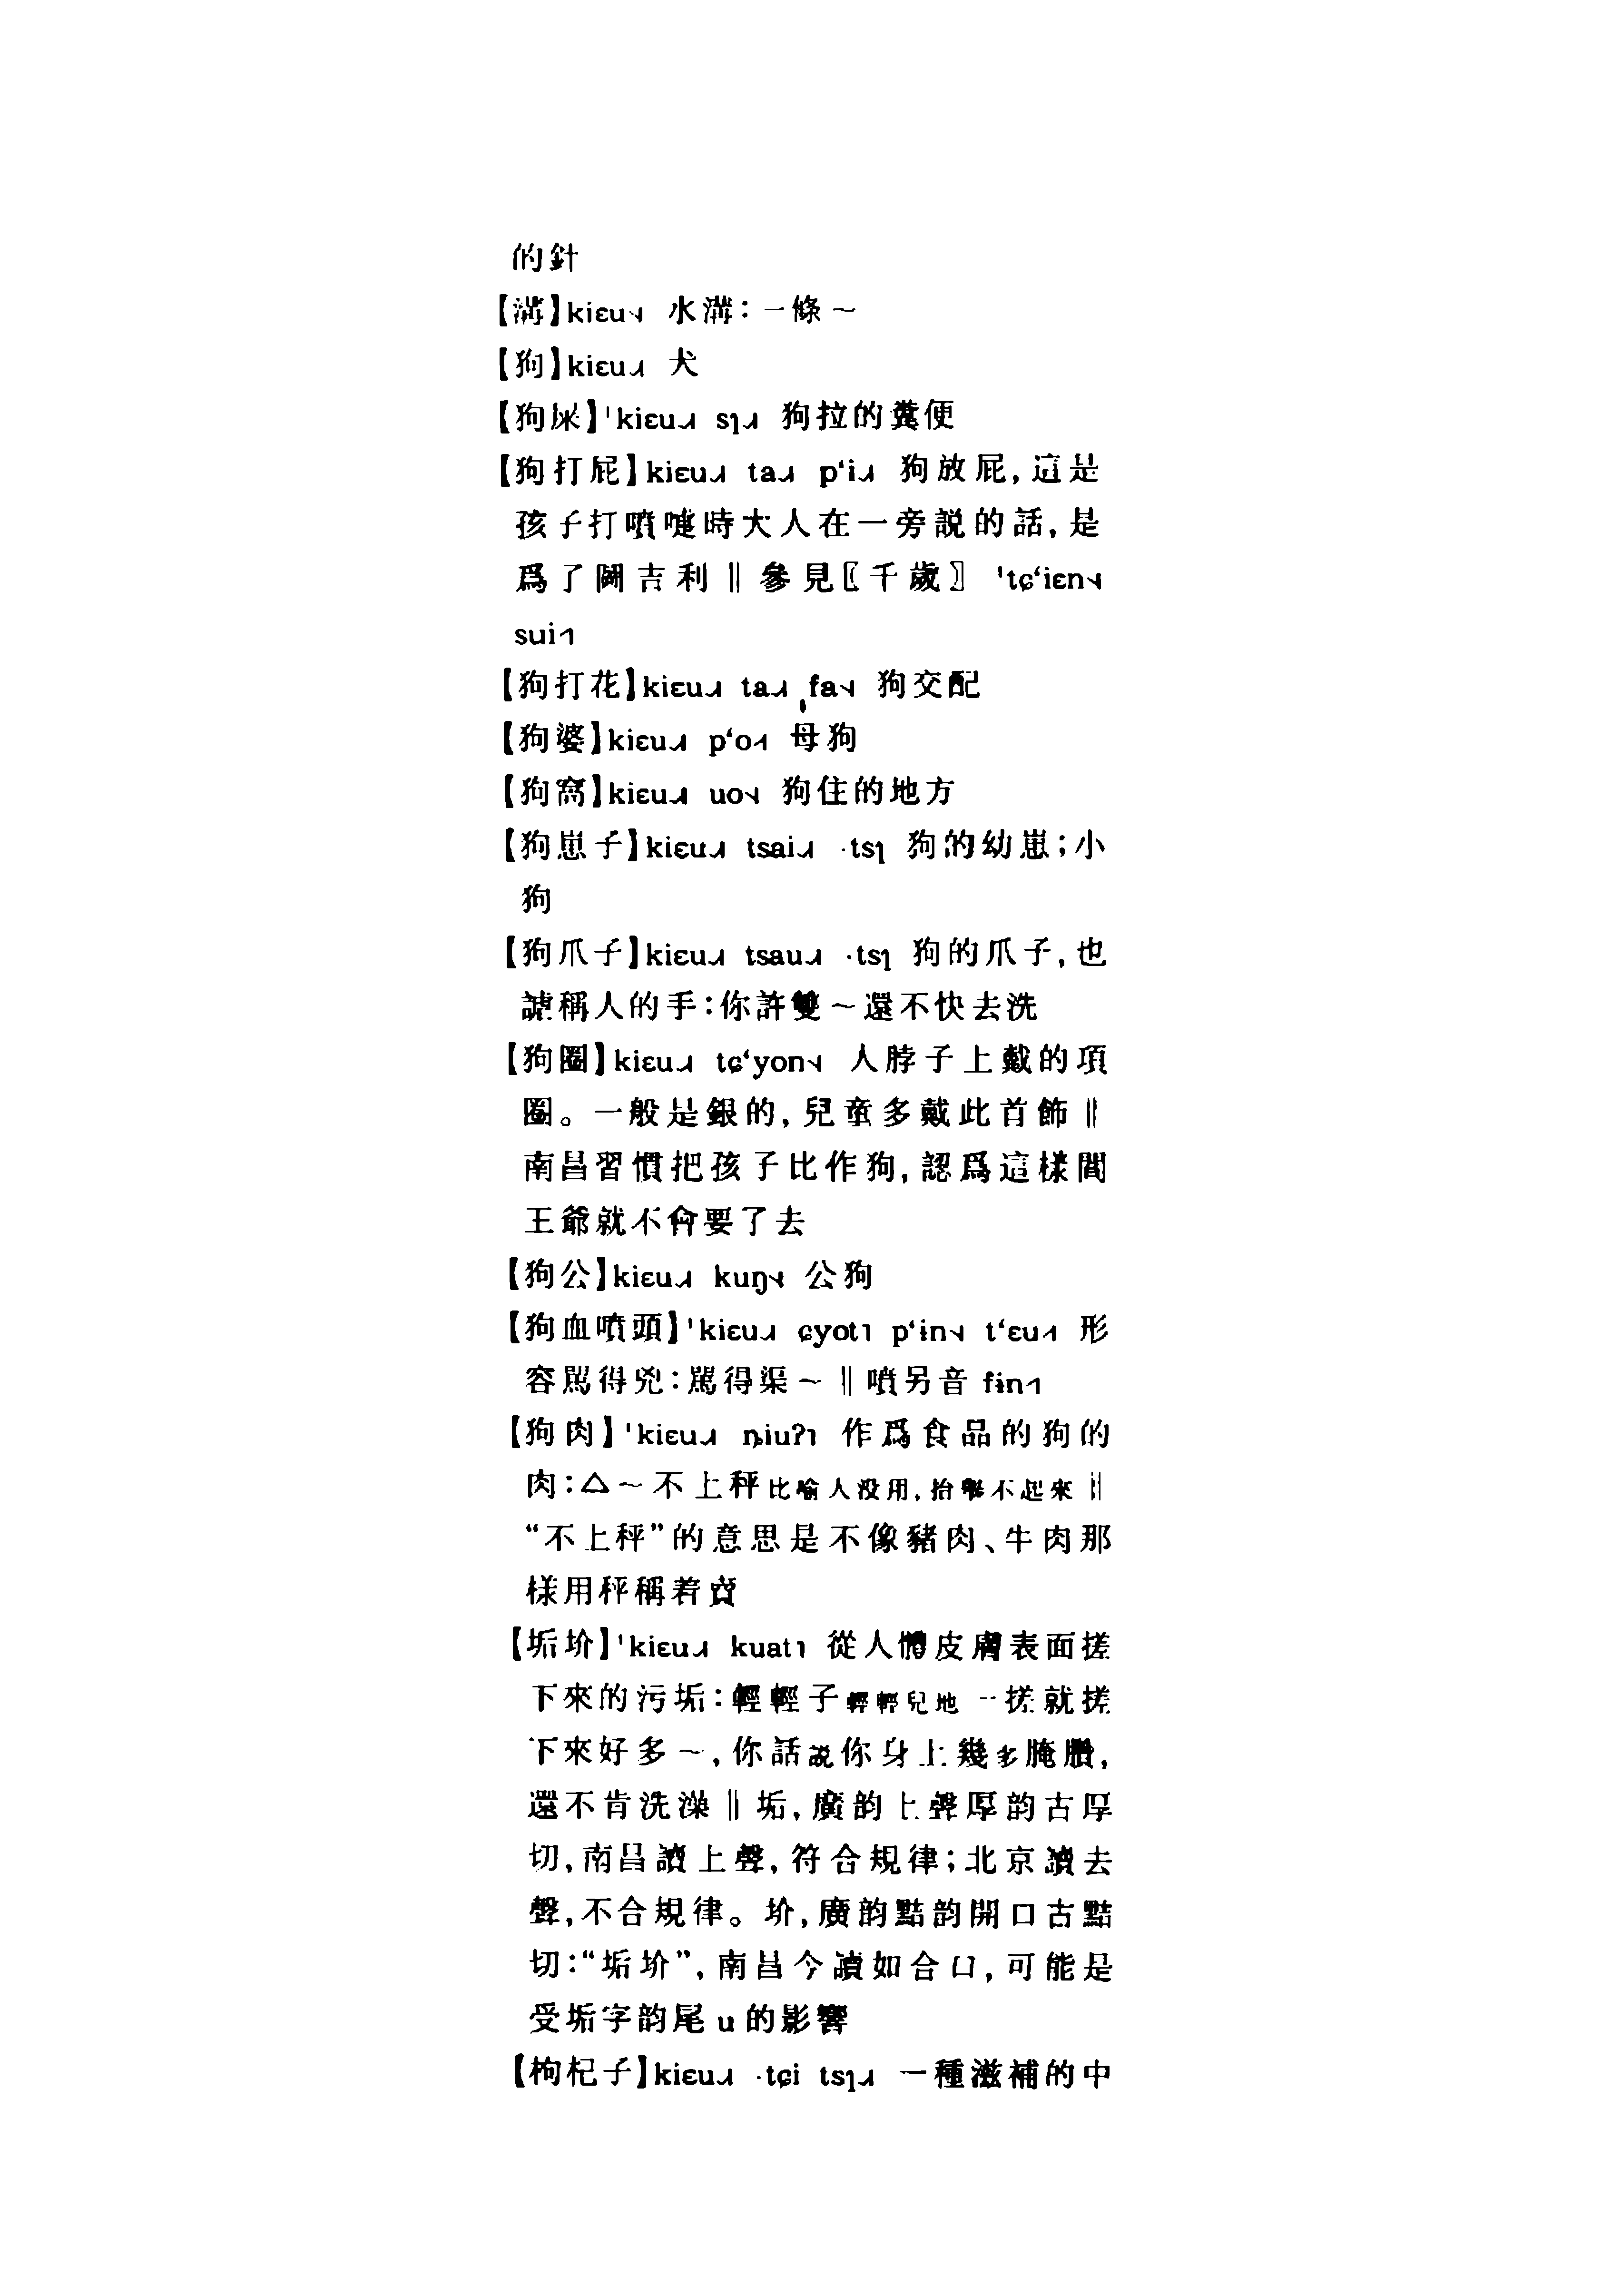 的針
【溝】kiɛu˧˨ 水溝：一條～
【狗】kiɛu˨˩˧ 犬
【狗屎】ˈkiɛu˨˩˧ sɿ˨˩˧ 狗拉的糞便
【狗打屁】kiɛu˨˩˧ ta˨˩˧ pʻi˨˩˧ 狗放屁，這是
孩子打噴嚏時大人在一旁説的話，是
爲了圖吉利‖參見〖千歲〗 ˈtɕʻiɛn˧˨
sui˧˥
【狗打花】kiɛu˨˩˧ ta˨˩˧ fa˧˨ 狗交配
【狗婆】kiɛu˨˩˧ pʻo˨˦ 母狗
【狗窩】kiɛu˨˩˧ uo˧˨ 狗住的地方
【狗崽子】kiɛu˨˩˧ tsai˨˩˧ ·tsɿ 狗的幼崽；小
狗
【狗爪子】kiɛu˨˩˧ tsau˨˩˧ ·tsɿ 狗的爪子，也
謔稱人的手：你許雙～還不快去洗
【狗圈】kiɛu˨˩˧ tɕʻyon˧˨ 人脖子上戴的項
圈。一般是銀的，兒童多戴此首飾‖
南昌習慣把孩子比作狗，認爲這樣閻
王爺就不會要了去
【狗公】kiɛu˨˩˧ kuŋ˧˨ 公狗
【狗血噴頭】ˈkiɛu˨˩˧ ɕyot˥ pʻɨn˧˨ tʻɛu˨˦ 形
容駡得兇：駡得渠～‖噴另音 fɨn˨˦
【狗肉】ˈkiɛu˨˩˧ ȵiuʔ˥ 作爲食品的狗的
肉：△～不上秤比喻人没用，抬舉不起來‖
“不上秤”的意思是不像豬肉、牛肉那
樣用秤稱着賣
【垢圿】ˈkiɛu˨˩˧ kuat˥ 從人體皮膚表面搓
下來的污垢：輕輕子輕輕兒地一搓就搓
下來好多～，你話説你身上幾多腌臢，
還不肯洗澡‖垢，廣韵上聲厚韵古厚
切，南昌讀上聲，符合規律；北京讀去
聲，不合規律。圿，廣韵黠韵開口古黠
切：“垢圿”，南昌今讀如合口，可能是
受垢字韵尾 u 的影響
【枸杞子】kiɛu˨˩˧ ·tɕi tsɿ˨˩˧ 一種滋補的中